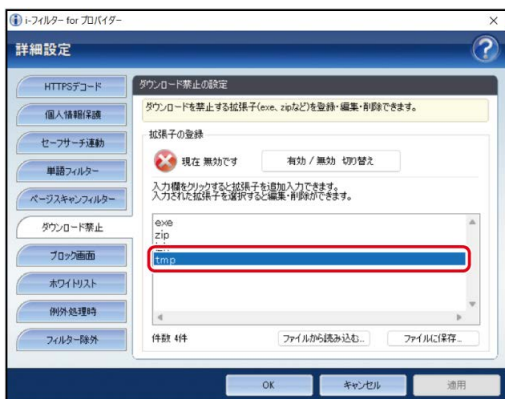 i-フィルター for プロバイダー
詳細設定
HTTPSデコード
個人情報保護
セーフサーチ連動
単語フィルター
ページスキャンフィルター
ダウンロード禁止
ブロック画面
ホワイトリスト
例外処理時
フィルター除外
ダウンロード禁止の設定
ダウンロードを禁止する拡張子(exe、zipなど)を登録・編集・削除できます。
拡張子の登録
現在 無効です
有効 / 無効 切り替え
入力欄をクリックすると拡張子を追加入力できます。
入力された拡張子を選択すると編集・削除ができます。
exe
zip
tmp
件数 4件
ファイルから読み込む...
ファイルに保存...
OK
キャンセル
適用